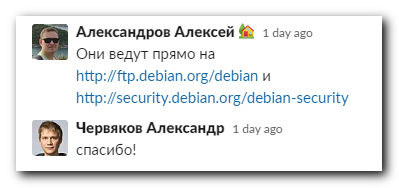 Александров Алексей 🏡 1 day ago
Они ведут прямо на
http://ftp.debian.org/debian и
http://security.debian.org/debian-security
Червяков Александр 1 day ago
спасибо!